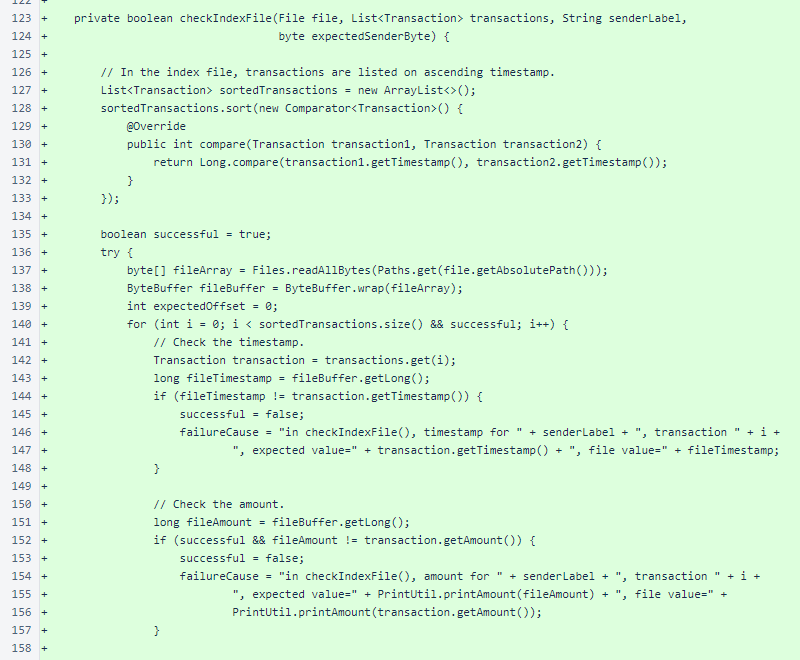 122 +
123 + private boolean checkIndexFile(File file, List<Transaction> transactions, String senderLabel,
124 + byte expectedSenderByte) {
125 +
126 + // In the index file, transactions are listed on ascending timestamp.
127 + List<Transaction> sortedTransactions = new ArrayList<>();
128 + sortedTransactions.sort(new Comparator<Transaction>() {
129 + @Override
130 + public int compare(Transaction transaction1, Transaction transaction2) {
131 + return Long.compare(transaction1.getTimestamp(), transaction2.getTimestamp());
132 + }
133 + });
134 +
135 + boolean successful = true;
136 + try {
137 + byte[] fileArray = Files.readAllBytes(Paths.get(file.getAbsolutePath()));
138 + ByteBuffer fileBuffer = ByteBuffer.wrap(fileArray);
139 + int expectedOffset = 0;
140 + for (int i = 0; i < sortedTransactions.size() && successful; i++) {
141 + // Check the timestamp.
142 + Transaction transaction = transactions.get(i);
143 + long fileTimestamp = fileBuffer.getLong();
144 + if (fileTimestamp != transaction.getTimestamp()) {
145 + successful = false;
146 + failureCause = "in checkIndexFile(), timestamp for " + senderLabel + ", transaction " + i +
147 + ", expected value=" + transaction.getTimestamp() + ", file value=" + fileTimestamp;
148 + }
149 +
150 + // Check the amount.
151 + long fileAmount = fileBuffer.getLong();
152 + if (successful && fileAmount != transaction.getAmount()) {
153 + successful = false;
154 + failureCause = "in checkIndexFile(), amount for " + senderLabel + ", transaction " + i +
155 + ", expected value=" + PrintUtil.printAmount(fileAmount) + ", file value=" +
156 + PrintUtil.printAmount(transaction.getAmount());
157 + }
158 +